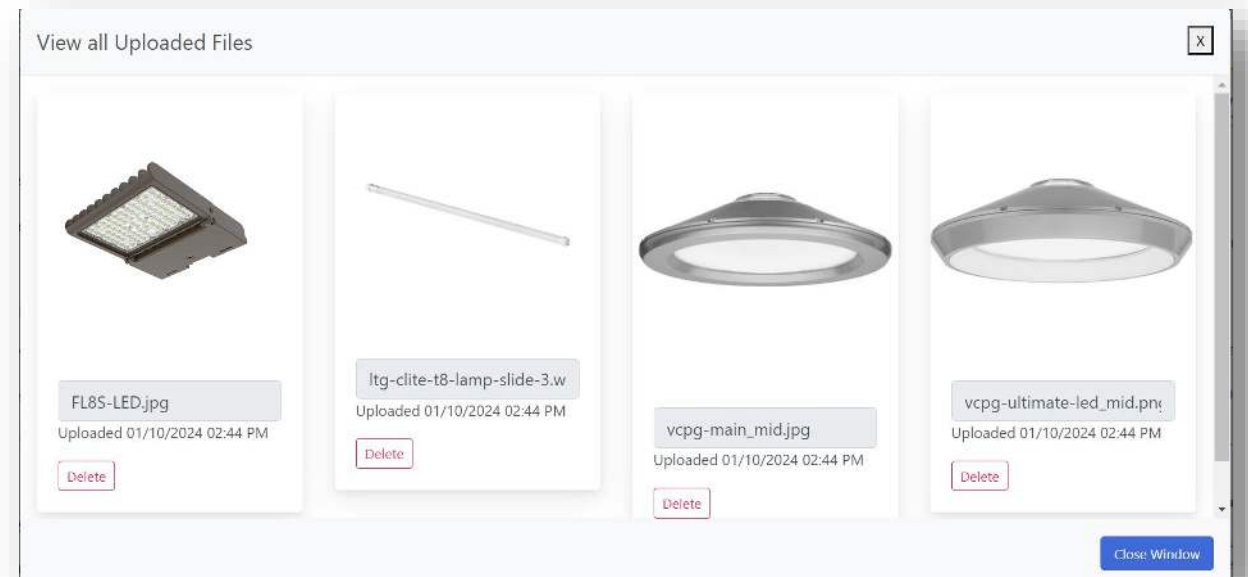 View all Uploaded Files
X
FL8S-LED.jpg
Uploaded 01/10/2024 02:44 PM
Delete
ltg-clite-t8-lamp-slide-3.w
Uploaded 01/10/2024 02:44 PM
Delete
vcpg-main_mid.jpg
Uploaded 01/10/2024 02:44 PM
Delete
vcpg-ultimate-led_mid.png
Uploaded 01/10/2024 02:44 PM
Delete
Close Window